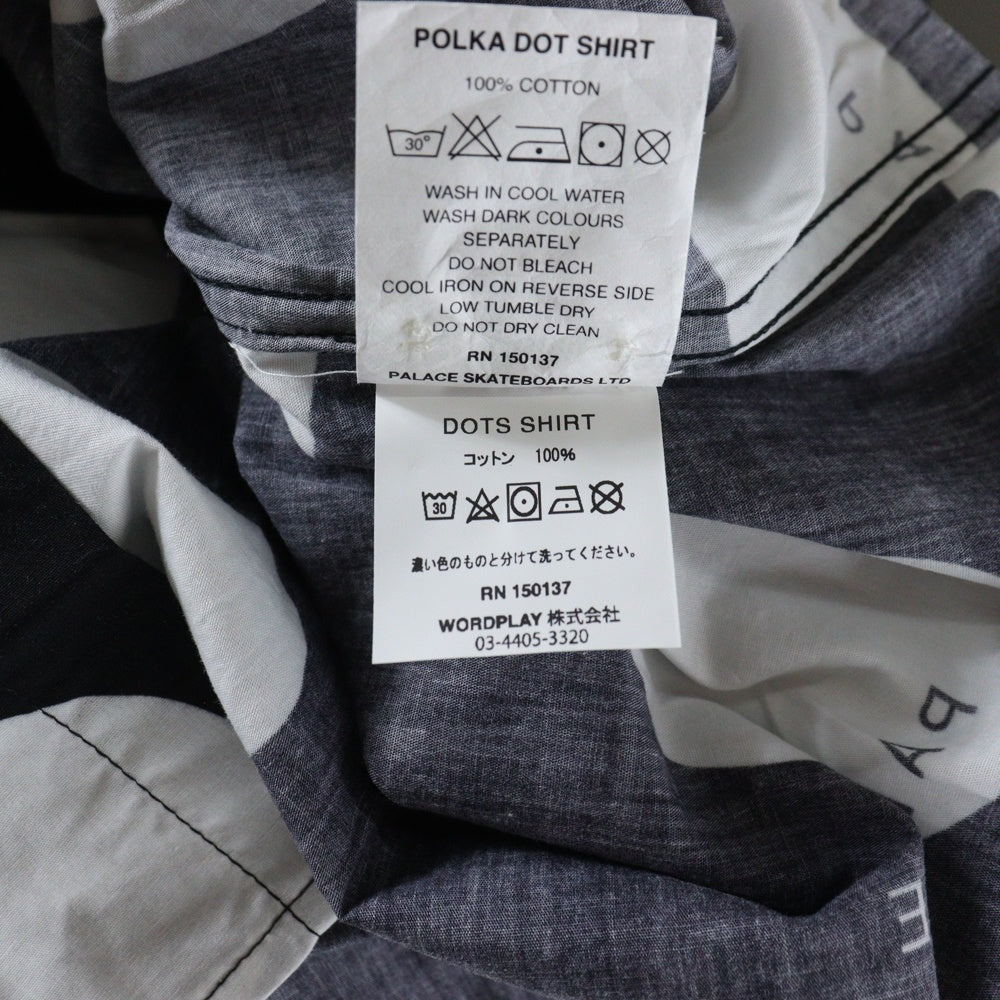 POLKA DOT SHIRT
100% COTTON
30°
WASH IN COOL WATER
WASH DARK COLOURS
SEPARATELY
DO NOT BLEACH
COOL IRON ON REVERSE SIDE
LOW TUMBLE DRY
DO NOT DRY CLEAN
RN 150137
PALACE SKATEBOARDS LTD
DOTS SHIRT
コットン 100%
30
濃い色のものと分けて洗ってください。
RN 150137
WORDPLAY 株式会社
03-4405-3320
P A
PA
E